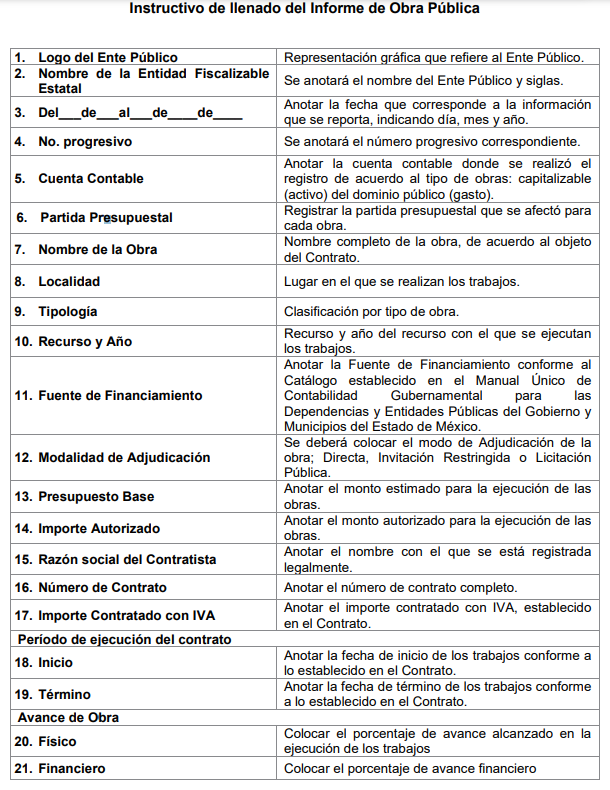 Instructivo de llenado del Informe de Obra Pública
1. Logo del Ente Público
Representación gráfica que refiere al Ente Público.
2. Nombre de la Entidad Fiscalizable
Estatal
Se anotará el nombre del Ente Público y siglas.
3. Del___de___al___de____de____
Anotar la fecha que corresponde a la información
que se reporta, indicando día, mes y año.
4. No. progresivo
Se anotará el número progresivo correspondiente.
5. Cuenta Contable
Anotar la cuenta contable donde se realizó el
registro de acuerdo al tipo de obras: capitalizable
(activo) del dominio público (gasto).
6. Partida Presupuestal
Registrar la partida presupuestal que se afectó para
cada obra.
7. Nombre de la Obra
Nombre completo de la obra, de acuerdo al objeto
del Contrato.
8. Localidad
Lugar en el que se realizan los trabajos.
9. Tipología
Clasificación por tipo de obra.
10. Recurso y Año
Recurso y año del recurso con el que se ejecutan
los trabajos.
11. Fuente de Financiamiento
Anotar la Fuente de Financiamiento conforme al
Catálogo establecido en el Manual Único de
Contabilidad Gubernamental para las
Dependencias y Entidades Públicas del Gobierno y
Municipios del Estado de México.
12. Modalidad de Adjudicación
Se deberá colocar el modo de Adjudicación de la
obra; Directa, Invitación Restringida o Licitación
Pública.
13. Presupuesto Base
Anotar el monto estimado para la ejecución de las
obras.
14. Importe Autorizado
Anotar el monto autorizado para la ejecución de las
obras.
15. Razón social del Contratista
Anotar el nombre con el que se está registrada
legalmente.
16. Número de Contrato
Anotar el número de contrato completo.
17. Importe Contratado con IVA
Anotar el importe contratado con IVA, establecido
en el Contrato.
Período de ejecución del contrato
18. Inicio
Anotar la fecha de inicio de los trabajos conforme a
lo establecido en el Contrato.
19. Término
Anotar la fecha de término de los trabajos conforme
a lo establecido en el Contrato.
Avance de Obra
20. Físico
Colocar el porcentaje de avance alcanzado en la
ejecución de los trabajos
21. Financiero
Colocar el porcentaje de avance financiero